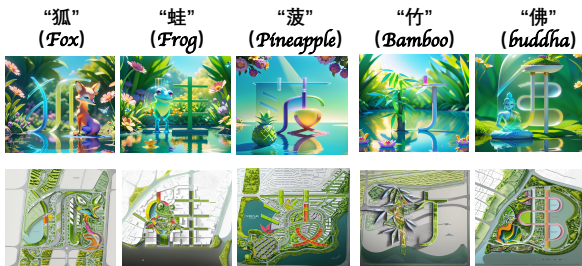 “狐” “蛙” “菠” “竹” “佛”
(Fox) (Frog) (Pineapple) (Bamboo) (buddha)